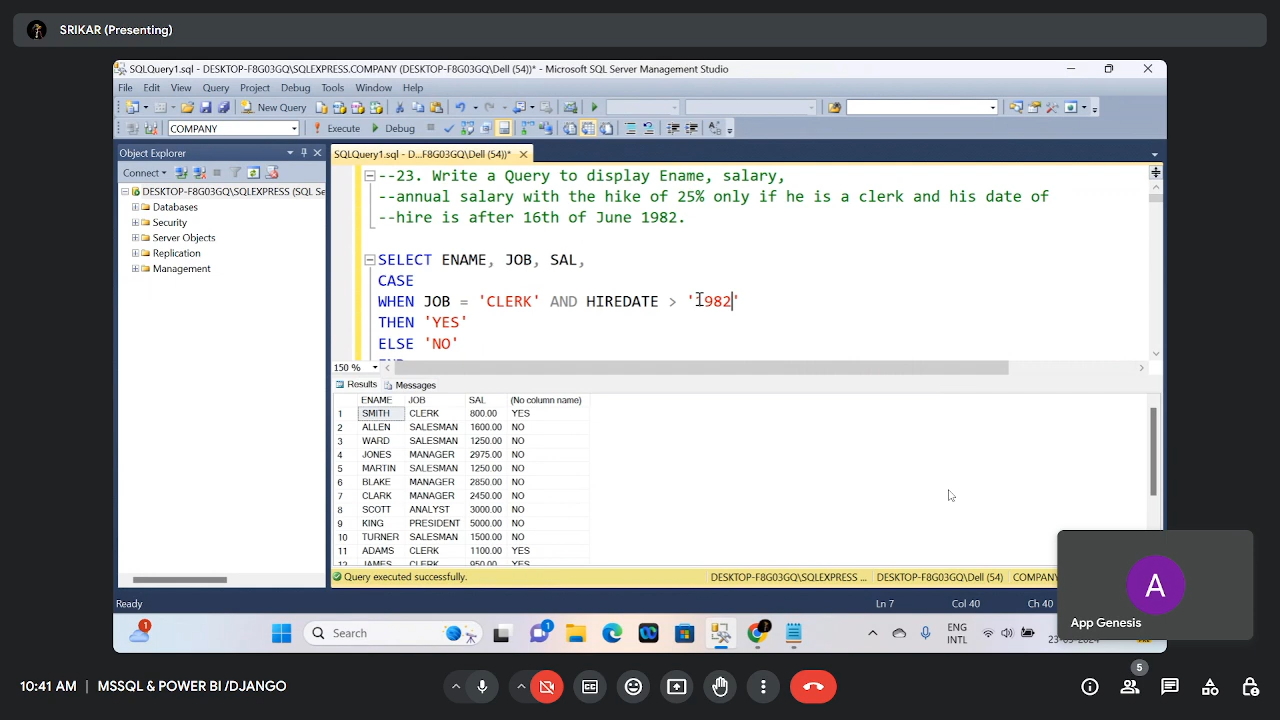 SRIKAR (Presenting)
SQLQuery1.sql - DESKTOP-F8G03GQ\SQLEXPRESS.COMPANY (DESKTOP-F8G03GQ\Dell (54))* - Microsoft SQL Server Management Studio
File Edit View Query Project Debug Tools Window Help
New Query
COMPANY Execute Debug
Object Explorer
SQLQuery1.sql - D...F8G03GQ\Dell (54))*
Connect
DESKTOP-F8G03GQ\SQLEXPRESS (SQL Se
Databases
Security
Server Objects
Replication
Management
--23. Write a Query to display Ename, salary,
--annual salary with the hike of 25% only if he is a clerk and his date of
--hire is after 16th of June 1982.
SELECT ENAME, JOB, SAL,
CASE
WHEN JOB = 'CLERK' AND HIREDATE > '1982'
THEN 'YES'
ELSE 'NO'
150 %
Results Messages
ENAME JOB SAL (No column name)
1 SMITH CLERK 800.00 YES
2 ALLEN SALESMAN 1600.00 NO
3 WARD SALESMAN 1250.00 NO
4 JONES MANAGER 2975.00 NO
5 MARTIN SALESMAN 1250.00 NO
6 BLAKE MANAGER 2850.00 NO
7 CLARK MANAGER 2450.00 NO
8 SCOTT ANALYST 3000.00 NO
9 KING PRESIDENT 5000.00 NO
10 TURNER SALESMAN 1500.00 NO
11 ADAMS CLERK 1100.00 YES
12 JAMES CLERK 950.00 YES
Query executed successfully.
DESKTOP-F8G03GQ\SQLEXPRESS ... DESKTOP-F8G03GQ\Dell (54) COMPANY
Ready Ln 7 Col 40 Ch 40
A
App Genesis
1 Search 1 ENG
INTL
10:41 AM | MSSQL & POWER BI /DJANGO
5